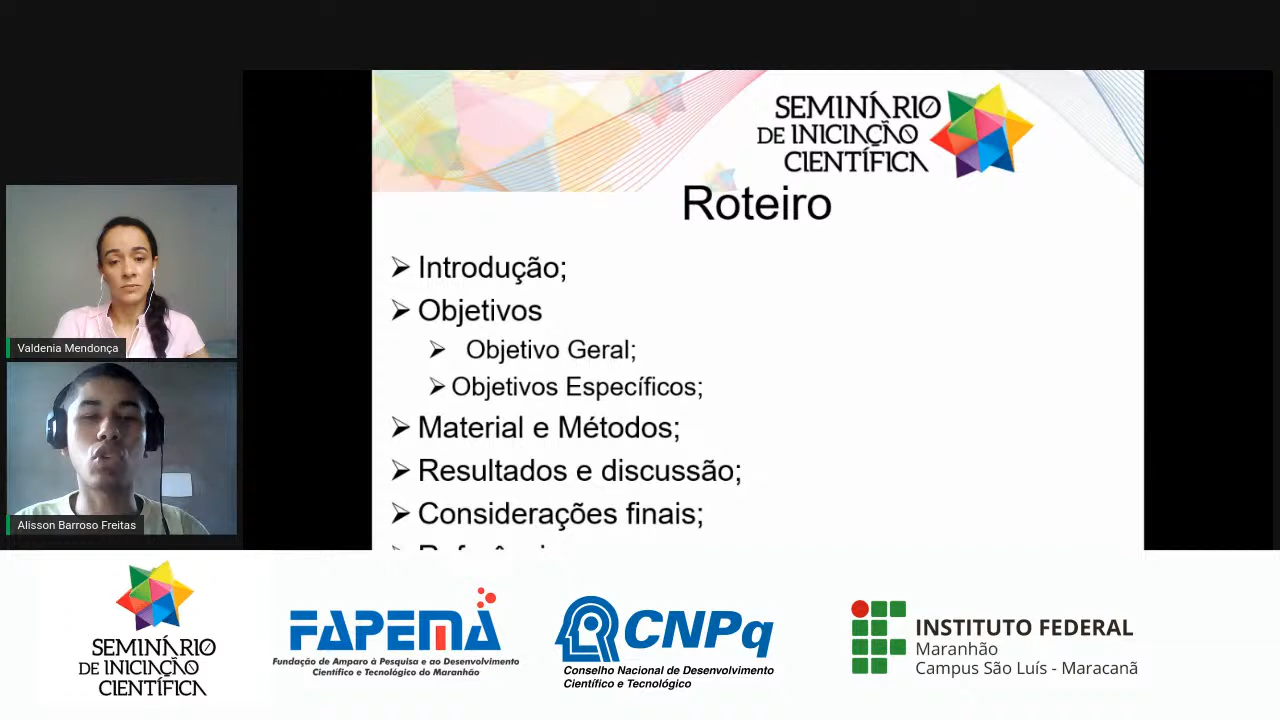 SEMINÁRIO
DE INICIAÇÃO
CIENTÍFICA
Roteiro
Introdução;
Objetivos
Objetivo Geral;
Objetivos Específicos;
Material e Métodos;
Resultados e discussão;
Considerações finais;
Valdenia Mendonça
Alisson Barroso Freitas
SEMINÁRIO
DE INICIAÇÃO
CIENTÍFICA
FAPEMA
Fundação de Amparo à Pesquisa e ao Desenvolvimento
Científico e Tecnológico do Maranhão
CNPq
Conselho Nacional de Desenvolvimento
Científico e Tecnológico
INSTITUTO FEDERAL
Maranhão
Campus São Luís - Maracanã